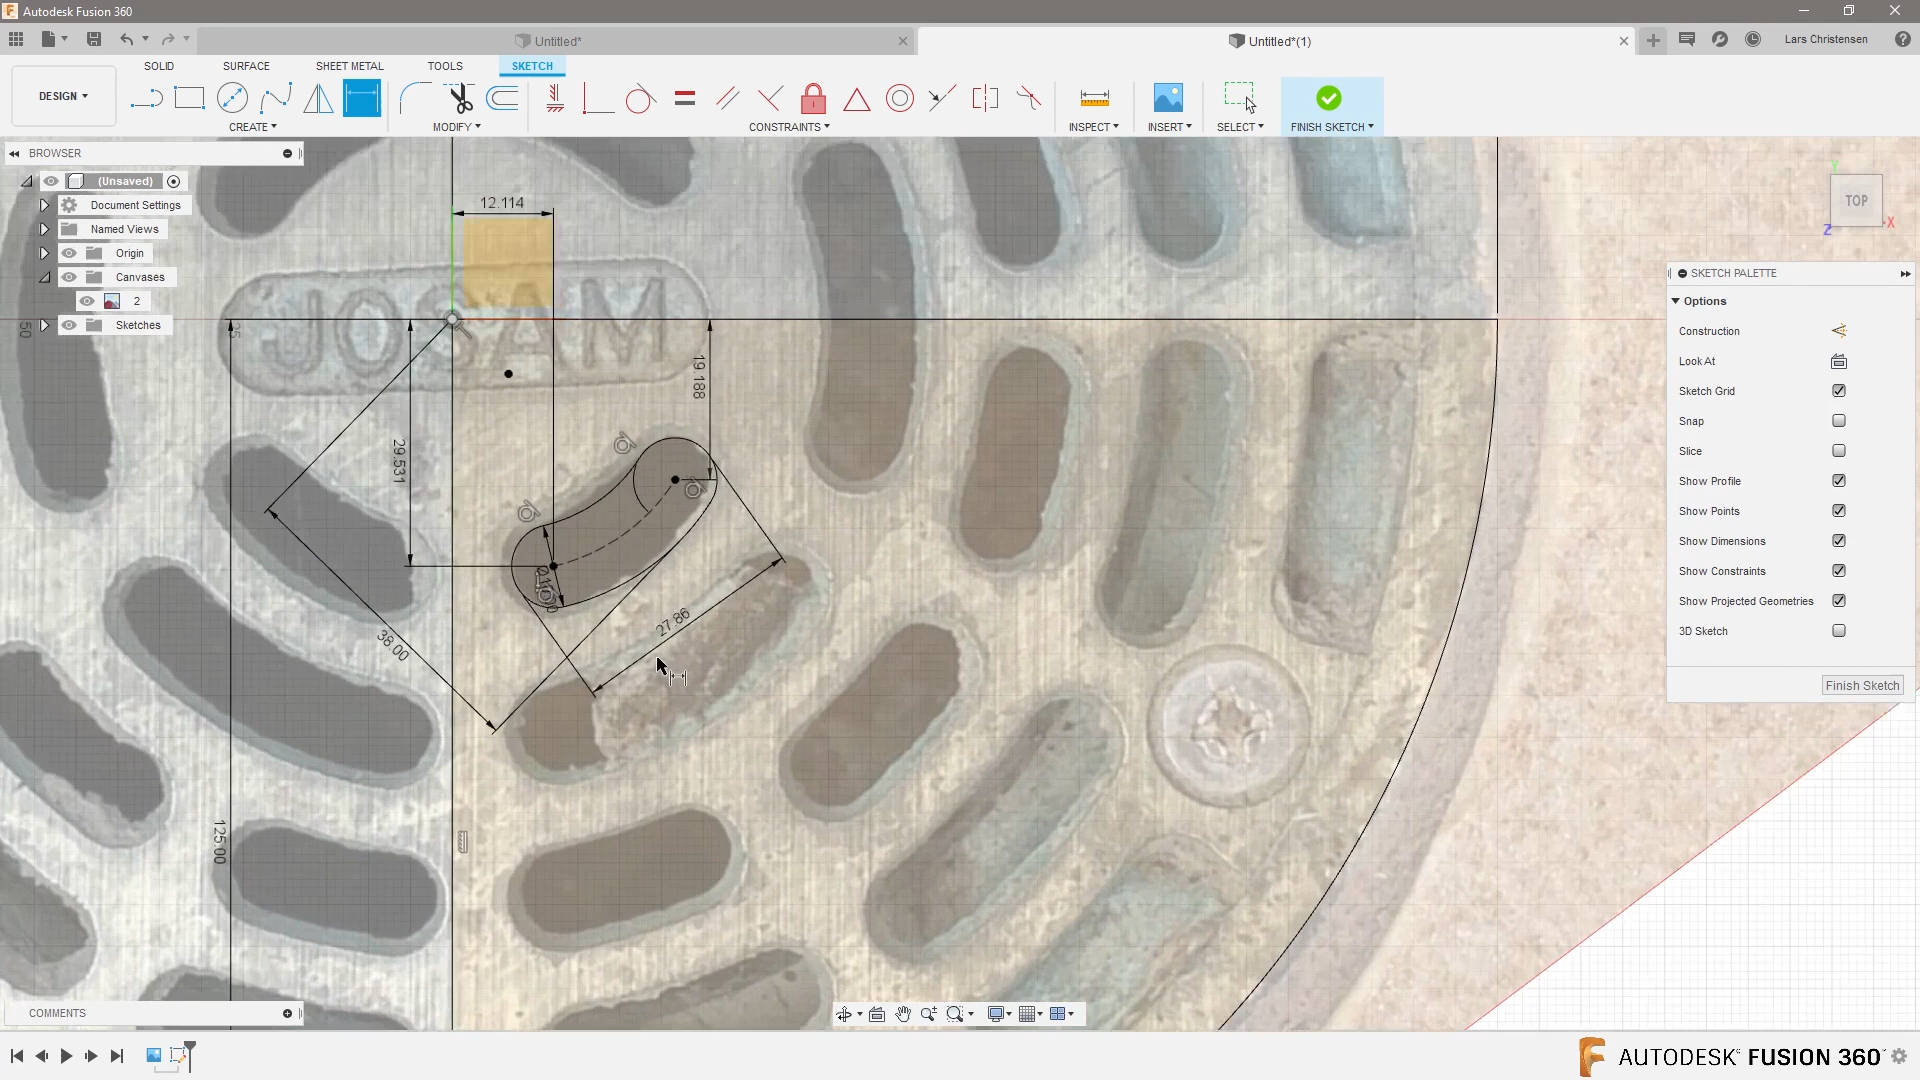 Autodesk Fusion 360
Untitled*
Untitled*(1)
Lars Christensen
DESIGN
SOLID
SURFACE
SHEET METAL
TOOLS
SKETCH
CREATE
MODIFY
CONSTRAINTS
INSPECT
INSERT
SELECT
FINISH SKETCH
BROWSER
(Unsaved)
Document Settings
Named Views
Origin
Canvases
2
Sketches
50
25
12.114
JOSAM
19.188
29.531
38.00
27.86
125.00
TOP
Y
X
Z
SKETCH PALETTE
Options
Construction
Look At
Sketch Grid
Snap
Slice
Show Profile
Show Points
Show Dimensions
Show Constraints
Show Projected Geometries
3D Sketch
Finish Sketch
COMMENTS
AUTODESK FUSION 360